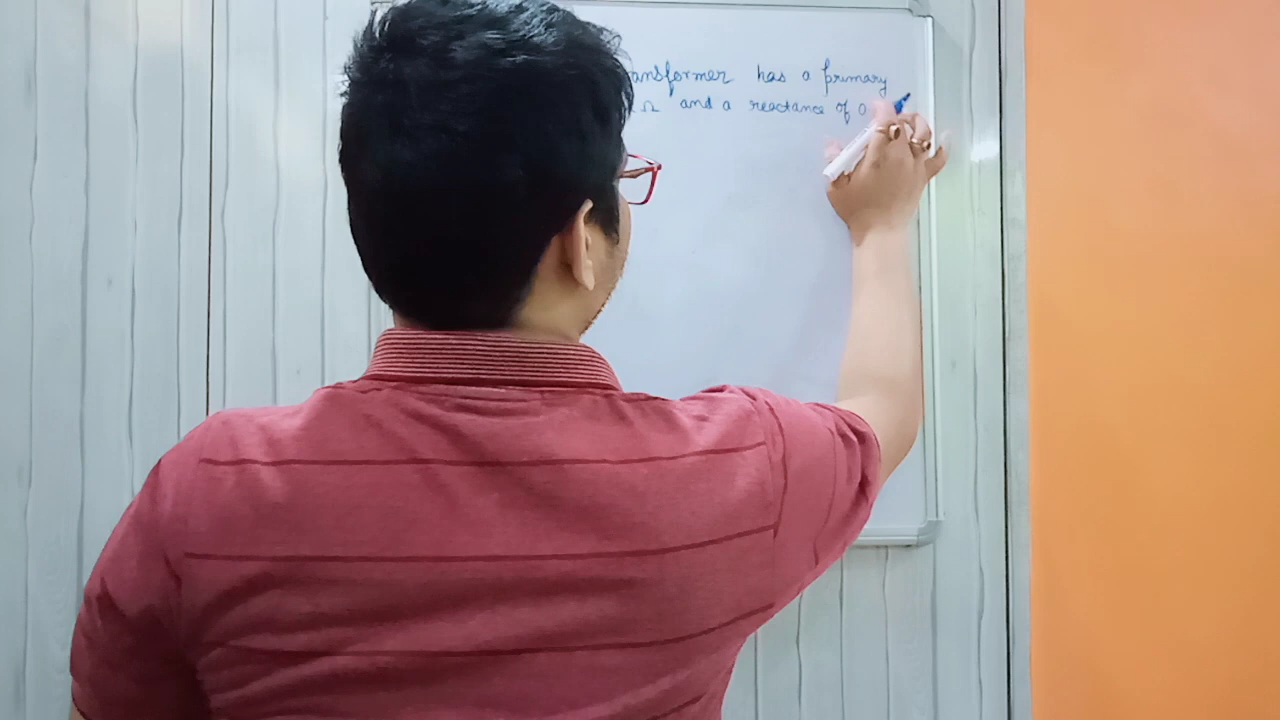 ansformer has a primary
Ω and a reactance of 0